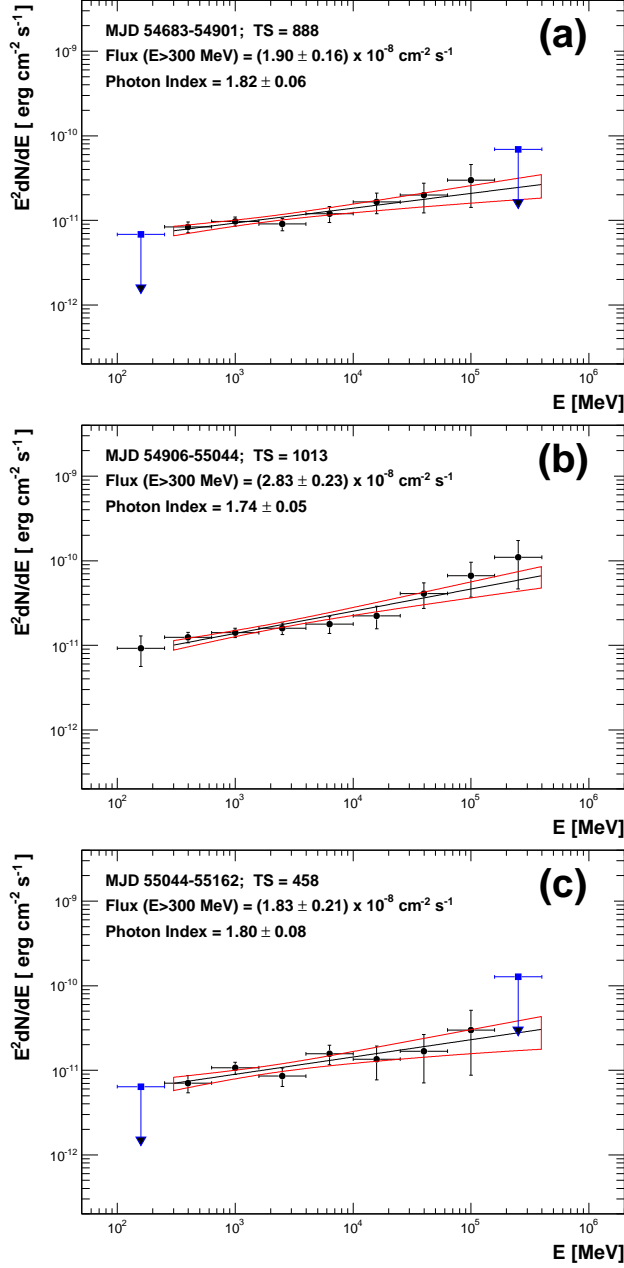 (a)
MJD 54683-54901; TS = 888
Flux (E>300 MeV) = (1.90 ± 0.16) x 10⁻⁸ cm⁻² s⁻¹
Photon Index = 1.82 ± 0.06
E²dN/dE [ erg cm⁻² s⁻¹ ]
10⁻⁹
10⁻¹⁰
10⁻¹¹
10⁻¹²
10² 10³ 10⁴ 10⁵ 10⁶
E [MeV]
(b)
MJD 54906-55044; TS = 1013
Flux (E>300 MeV) = (2.83 ± 0.23) x 10⁻⁸ cm⁻² s⁻¹
Photon Index = 1.74 ± 0.05
E²dN/dE [ erg cm⁻² s⁻¹ ]
10⁻⁹
10⁻¹⁰
10⁻¹¹
10⁻¹²
10² 10³ 10⁴ 10⁵ 10⁶
E [MeV]
(c)
MJD 55044-55162; TS = 458
Flux (E>300 MeV) = (1.83 ± 0.21) x 10⁻⁸ cm⁻² s⁻¹
Photon Index = 1.80 ± 0.08
E²dN/dE [ erg cm⁻² s⁻¹ ]
10⁻⁹
10⁻¹⁰
10⁻¹¹
10⁻¹²
10² 10³ 10⁴ 10⁵ 10⁶
E [MeV]